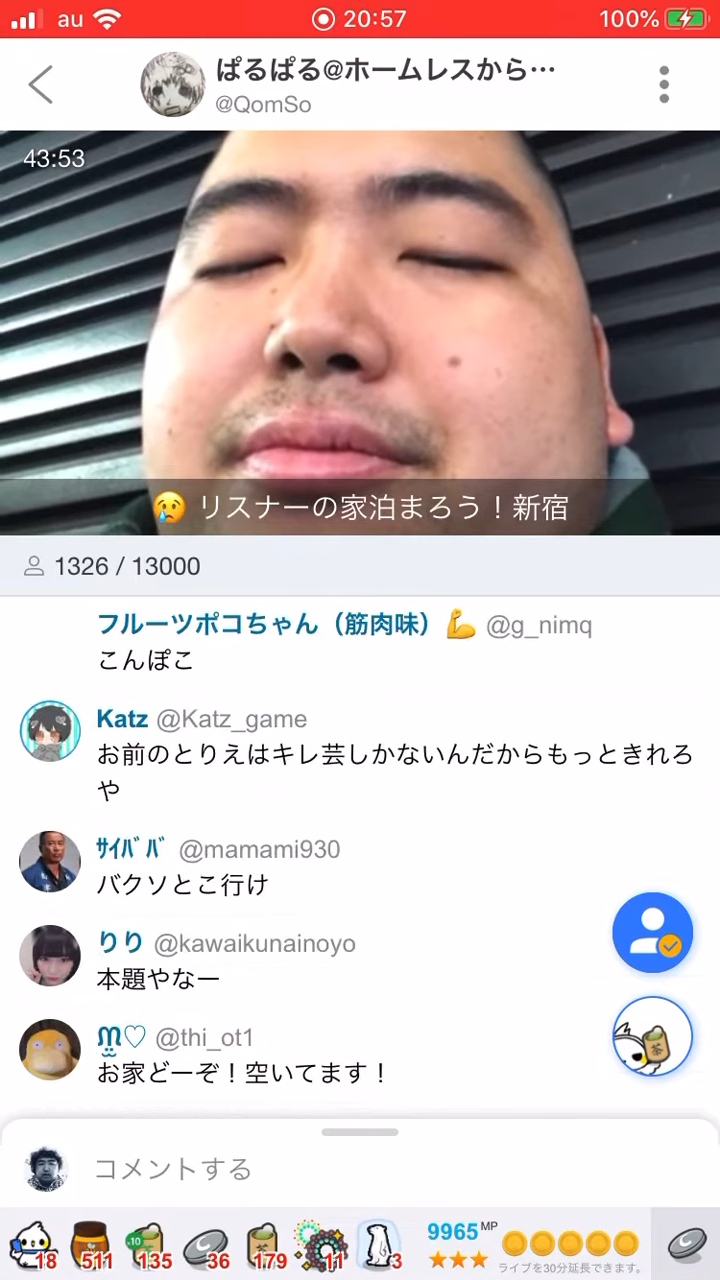 au 20:57 100%
ぱるぱる@ホームレスから…
@QomSo
43:53
😢 リスナーの家泊まろう！新宿
1326 / 13000
フルーツポコちゃん（筋肉味）💪 @g_nimq
こんぽこ
Katz @Katz_game
お前のとりえはキレ芸しかないんだからもっときれろ
や
ｻｲﾊﾞﾊﾞ @mamami930
バクソとこ行け
りり @kawaikunainoyo
本題やなー
@thi_ot1
お家どーぞ！空いてます！
コメントする
18 511 -10 135 36 茶 179 11 3 9965 MP
ライブを30分延長できます。